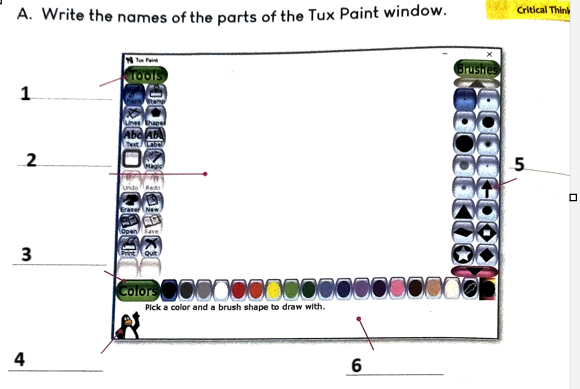 A. Write the names of the parts of the Tux Paint window.
Critical Think
Tux Paint
Tools
Brushes
1
Paint Stamp
Lines Shapes
Abc Abc
Text Label
2
Magic
5
Undo Redo
Eraser New
Open Save
Print Quit
3
Colors
Pick a color and a brush shape to draw with.
4
6